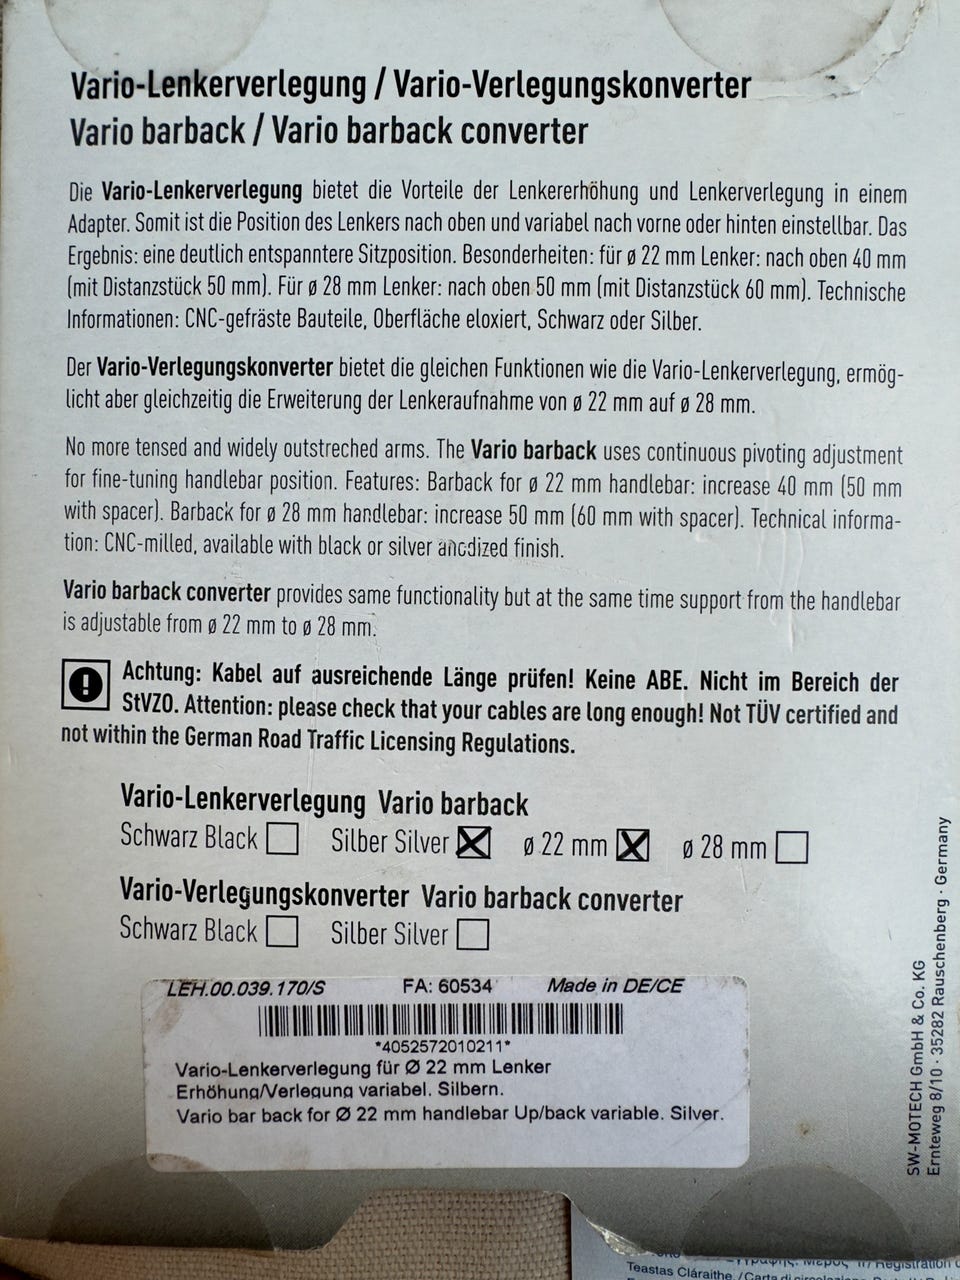 Vario-Lenkerverlegung / Vario-Verlegungskonverter
Vario barback / Vario barback converter
Die Vario-Lenkerverlegung bietet die Vorteile der Lenkererhöhung und Lenkerverlegung in einem
Adapter. Somit ist die Position des Lenkers nach oben und variabel nach vorne oder hinten einstellbar. Das
Ergebnis: eine deutlich entspanntere Sitzposition. Besonderheiten: für ø 22 mm Lenker: nach oben 40 mm
(mit Distanzstück 50 mm). Für ø 28 mm Lenker: nach oben 50 mm (mit Distanzstück 60 mm). Technische
Informationen: CNC-gefräste Bauteile, Oberfläche eloxiert, Schwarz oder Silber.
Der Vario-Verlegungskonverter bietet die gleichen Funktionen wie die Vario-Lenkerverlegung, ermög-
licht aber gleichzeitig die Erweiterung der Lenkeraufnahme von ø 22 mm auf ø 28 mm.
No more tensed and widely outstreched arms. The Vario barback uses continuous pivoting adjustment
for fine-tuning handlebar position. Features: Barback for ø 22 mm handlebar: increase 40 mm (50 mm
with spacer). Barback for ø 28 mm handlebar: increase 50 mm (60 mm with spacer). Technical informa-
tion: CNC-milled, available with black or silver anodized finish.
Vario barback converter provides same functionality but at the same time support from the handlebar
is adjustable from ø 22 mm to ø 28 mm.
Achtung: Kabel auf ausreichende Länge prüfen! Keine ABE. Nicht im Bereich der
StVZO. Attention: please check that your cables are long enough! Not TÜV certified and
not within the German Road Traffic Licensing Regulations.
Vario-Lenkerverlegung Vario barback
Schwarz Black Silber Silver ø 22 mm ø 28 mm
Vario-Verlegungskonverter Vario barback converter
Schwarz Black Silber Silver
LEH.00.039.170/S FA: 60534 Made in DE/CE
*4052572010211*
Vario-Lenkerverlegung für Ø 22 mm Lenker
Erhöhung/Verlegung variabel. Silbern.
Vario bar back for Ø 22 mm handlebar Up/back variable. Silver.
SW-MOTECH GmbH & Co. KG
Ernteweg 8/10 · 35282 Rauschenberg · Germany
Teastas Cláraithe